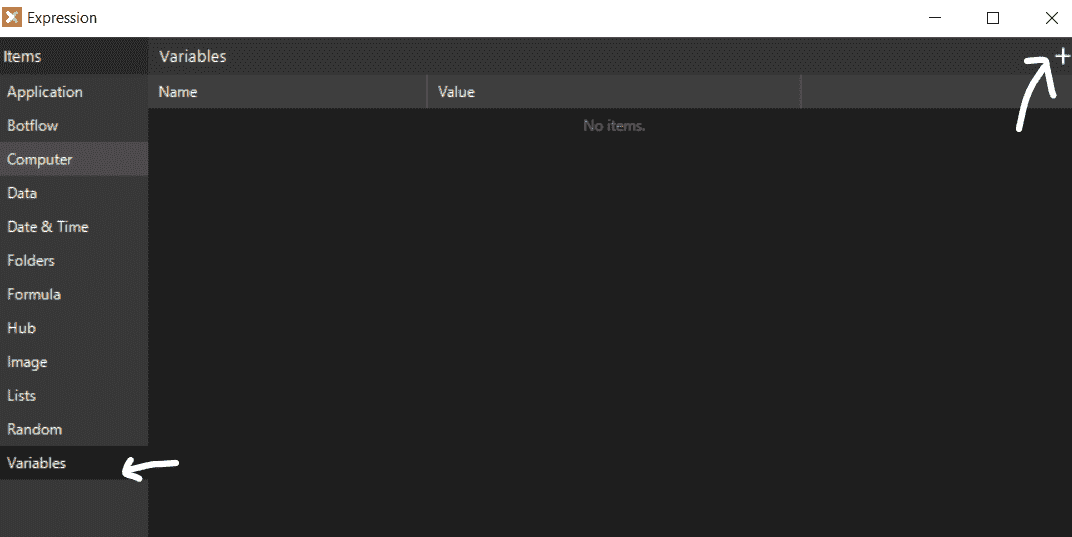 Expression
Items
Variables
Name
Value
No items.
Application
Botflow
Computer
Data
Date & Time
Folders
Formula
Hub
Image
Lists
Random
Variables